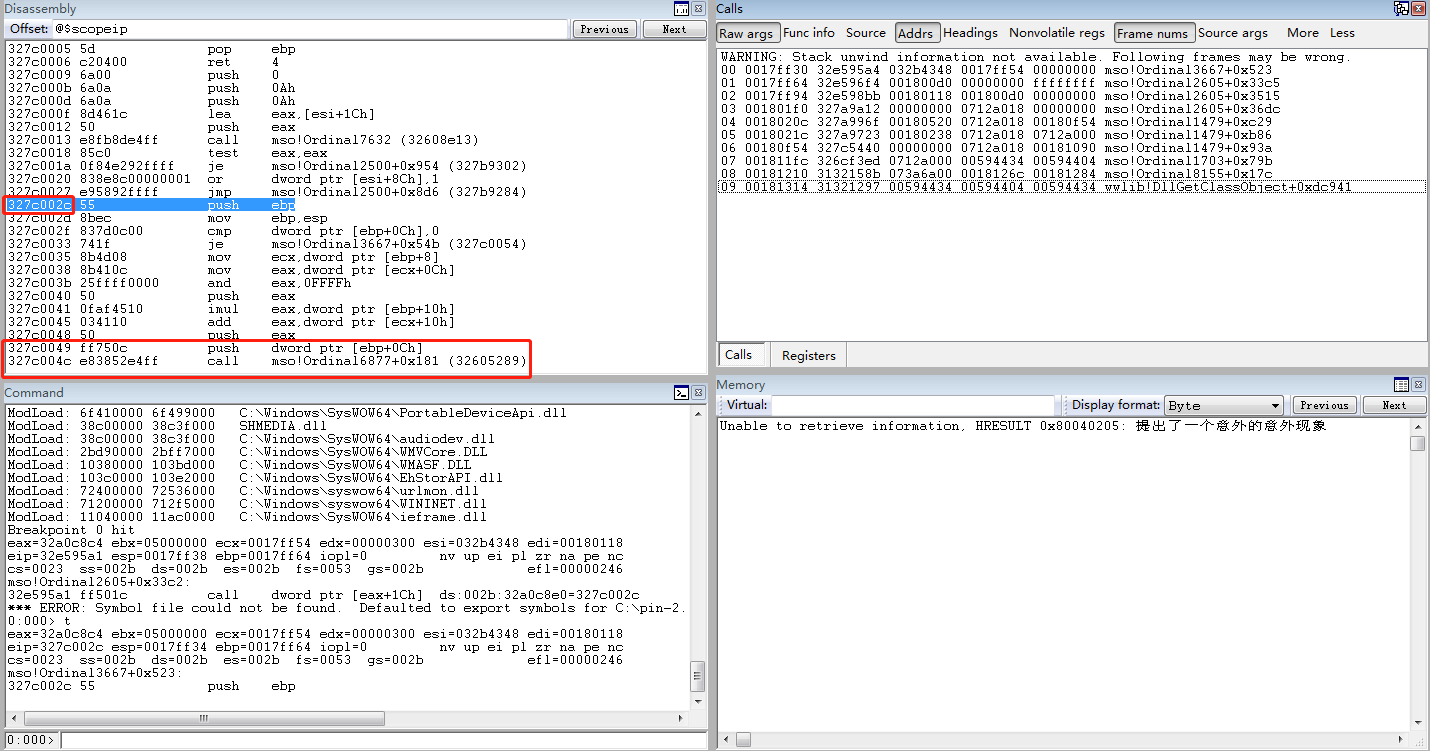 Disassembly
Offset: @$scopeip Previous Next
327c0005 5d pop ebp
327c0006 c20400 ret 4
327c0009 6a00 push 0
327c000b 6a0a push 0Ah
327c000d 6a0a push 0Ah
327c000f 8d461c lea eax,[esi+1Ch]
327c0012 50 push eax
327c0013 e8fb8de4ff call mso!Ordinal7632 (32608e13)
327c0018 85c0 test eax,eax
327c001a 0f84e292ffff je mso!Ordinal2500+0x954 (327b9302)
327c0020 838e8c00000001 or dword ptr [esi+8Ch],1
327c0027 e95892ffff jmp mso!Ordinal2500+0x8d6 (327b9284)
327c002c 55 push ebp
327c002d 8bec mov ebp,esp
327c002f 837d0c00 cmp dword ptr [ebp+0Ch],0
327c0033 741f je mso!Ordinal3667+0x54b (327c0054)
327c0035 8b4d08 mov ecx,dword ptr [ebp+8]
327c0038 8b410c mov eax,dword ptr [ecx+0Ch]
327c003b 25ffff0000 and eax,0FFFFh
327c0040 50 push eax
327c0041 0faf4510 imul eax,dword ptr [ebp+10h]
327c0045 034110 add eax,dword ptr [ecx+10h]
327c0048 50 push eax
327c0049 ff750c push dword ptr [ebp+0Ch]
327c004c e83852e4ff call mso!Ordinal6877+0x181 (32605289)
Calls
Raw args Func info Source Addrs Headings Nonvolatile regs Frame nums Source args More Less
WARNING: Stack unwind information not available. Following frames may be wrong.
00 0017ff30 32e595a4 032b4348 0017ff54 00000000 mso!Ordinal3667+0x523
01 0017ff64 32e596f4 001800d0 00000000 ffffffff mso!Ordinal2605+0x33c5
02 0017ff94 32e598bb 00180118 001800d0 00000000 mso!Ordinal2605+0x3515
03 001801f0 327a9a12 00000000 0712a018 00000000 mso!Ordinal2605+0x36dc
04 0018020c 327a996f 00180520 0712a018 00180f54 mso!Ordinal1479+0xc29
05 0018021c 327a9723 00180238 0712a018 0712a018 mso!Ordinal1479+0xb86
06 00180f54 327c5440 00000000 0712a018 00181090 mso!Ordinal1479+0x93a
07 001811fc 326cf3ed 0712a000 00594434 00594404 mso!Ordinal1703+0x79b
08 00181210 3132158b 0712a018 0018126c 00181284 mso!Ordinal8155+0x17c
09 00181314 31321297 00594434 00594404 00594434 wwlib!DllGetClassObject+0xdc941
Calls Registers
Command
ModLoad: 6f410000 6f499000 C:\Windows\SysWOW64\PortableDeviceApi.dll
ModLoad: 38c00000 38c3f000 SHMEDIA.dll
ModLoad: 38c00000 38c3f000 C:\Windows\SysWOW64\audiodev.dll
ModLoad: 2bd90000 2bff7000 C:\Windows\SysWOW64\WMVCore.DLL
ModLoad: 10380000 103bd000 C:\Windows\SysWOW64\WMASF.DLL
ModLoad: 103c0000 103e2000 C:\Windows\SysWOW64\EhStorAPI.dll
ModLoad: 72400000 72536000 C:\Windows\syswow64\urlmon.dll
ModLoad: 71200000 712f5000 C:\Windows\syswow64\WININET.dll
ModLoad: 11040000 11ac0000 C:\Windows\SysWOW64\ieframe.dll
Breakpoint 0 hit
eax=32a0c8c4 ebx=05000000 ecx=0017ff54 edx=00000300 esi=032b4348 edi=00180118
eip=32e595a1 esp=0017ff38 ebp=0017ff64 iopl=0 nv up ei pl zr na pe nc
cs=0023 ss=002b ds=002b es=002b fs=0053 gs=002b efl=00000246
mso!Ordinal2605+0x33c2:
32e595a1 ff501c call dword ptr [eax+1Ch] ds:002b:32a0c8e0=327c002c
*** ERROR: Symbol file could not be found. Defaulted to export symbols for C:\pin-2.
0:000> t
eax=32a0c8c4 ebx=05000000 ecx=0017ff54 edx=00000300 esi=032b4348 edi=00180118
eip=327c002c esp=0017ff34 ebp=0017ff64 iopl=0 nv up ei pl zr na pe nc
cs=0023 ss=002b ds=002b es=002b fs=0053 gs=002b efl=00000246
mso!Ordinal3667+0x523:
327c002c 55 push ebp
0:000>
Memory
Virtual: Display format: Byte Previous Next
Unable to retrieve information, HRESULT 0x80040205: 提出了一个意外的意外现象